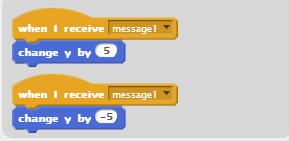 when I receive message1
change y by 5
when I receive message1
change y by -5